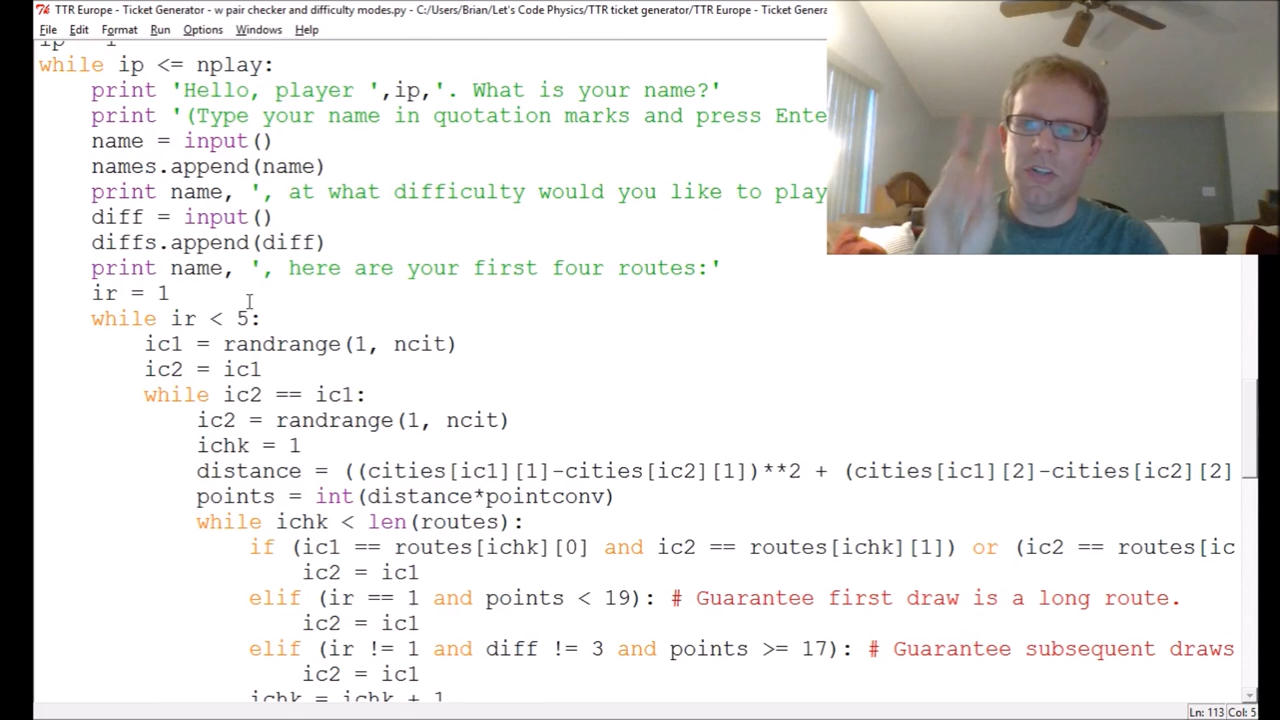 TTR Europe - Ticket Generator - w pair checker and difficulty modes.py - C:/Users/Brian/Let's Code Physics/TTR ticket generator/TTR Europe - Ticket Genera
File Edit Format Run Options Windows Help
ip = 1
while ip <= nplay:
print 'Hello, player ',ip,'. What is your name?'
print '(Type your name in quotation marks and press Ente
name = input()
names.append(name)
print name, ', at what difficulty would you like to play
diff = input()
diffs.append(diff)
print name, ', here are your first four routes:'
ir = 1
while ir < 5:
ic1 = randrange(1, ncit)
ic2 = ic1
while ic2 == ic1:
ic2 = randrange(1, ncit)
ichk = 1
distance = ((cities[ic1][1]-cities[ic2][1])**2 + (cities[ic1][2]-cities[ic2][2]
points = int(distance*pointconv)
while ichk < len(routes):
if (ic1 == routes[ichk][0] and ic2 == routes[ichk][1]) or (ic2 == routes[ic
ic2 = ic1
elif (ir == 1 and points < 19): # Guarantee first draw is a long route.
ic2 = ic1
elif (ir != 1 and diff != 3 and points >= 17): # Guarantee subsequent draws
ic2 = ic1
ichk = ichk + 1
Ln: 113 Col: 5